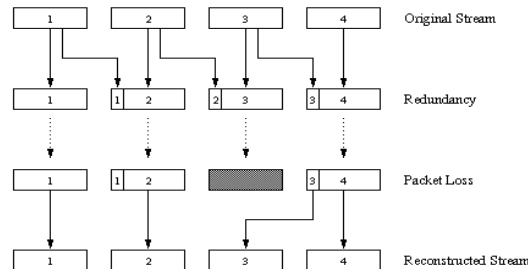 1 2 3 4 Original Stream
1 1 2 2 3 3 4 Redundancy
1 1 2 3 4 Packet Loss
1 2 3 4 Reconstructed Stream